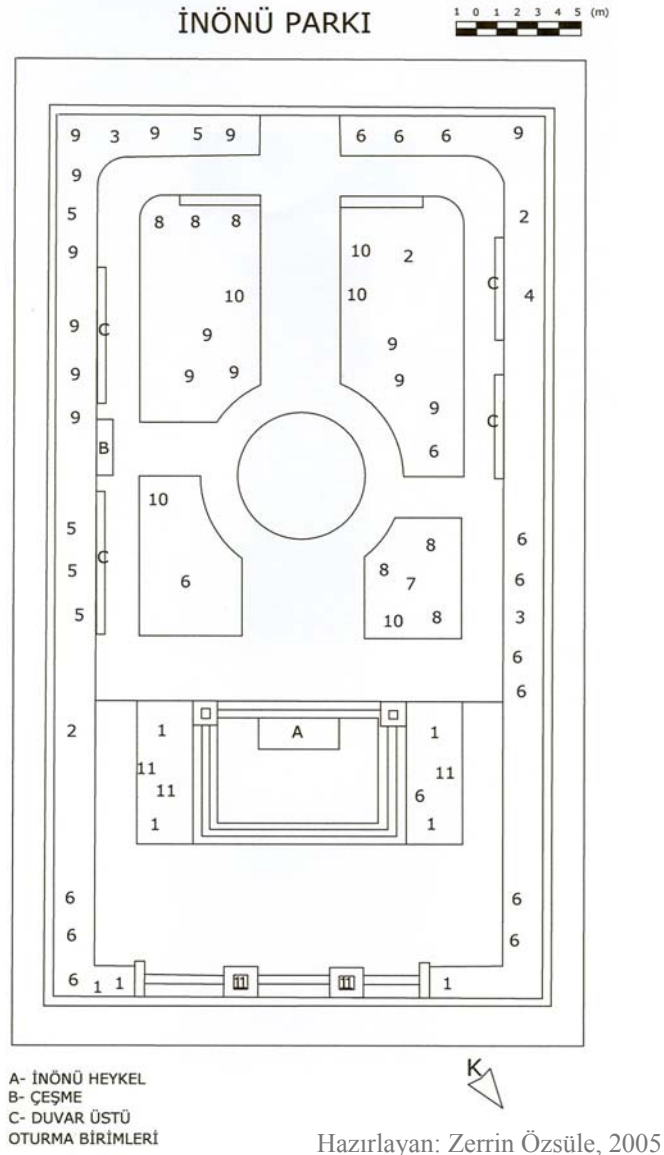 İNÖNÜ PARKI
1 0 1 2 3 4 5 (m)
9 3 9 5 9 6 6 6 9
9
5 8 8 8 2
9 10 2 C
10 10 4
9 C 9 9
9 9 9 9
9 9 C
B 6
10
5 6
8
5 C 6 8 7 6
5 10 8 3
6
6
2 1 A 1
11 11
11 6
1 1
6 6
6 6
6 1 1 11 11 1
K
A- İNÖNÜ HEYKEL
B- ÇEŞME
C- DUVAR ÜSTÜ
OTURMA BİRİMLERİ
Hazırlayan: Zerrin Özsüle, 2005